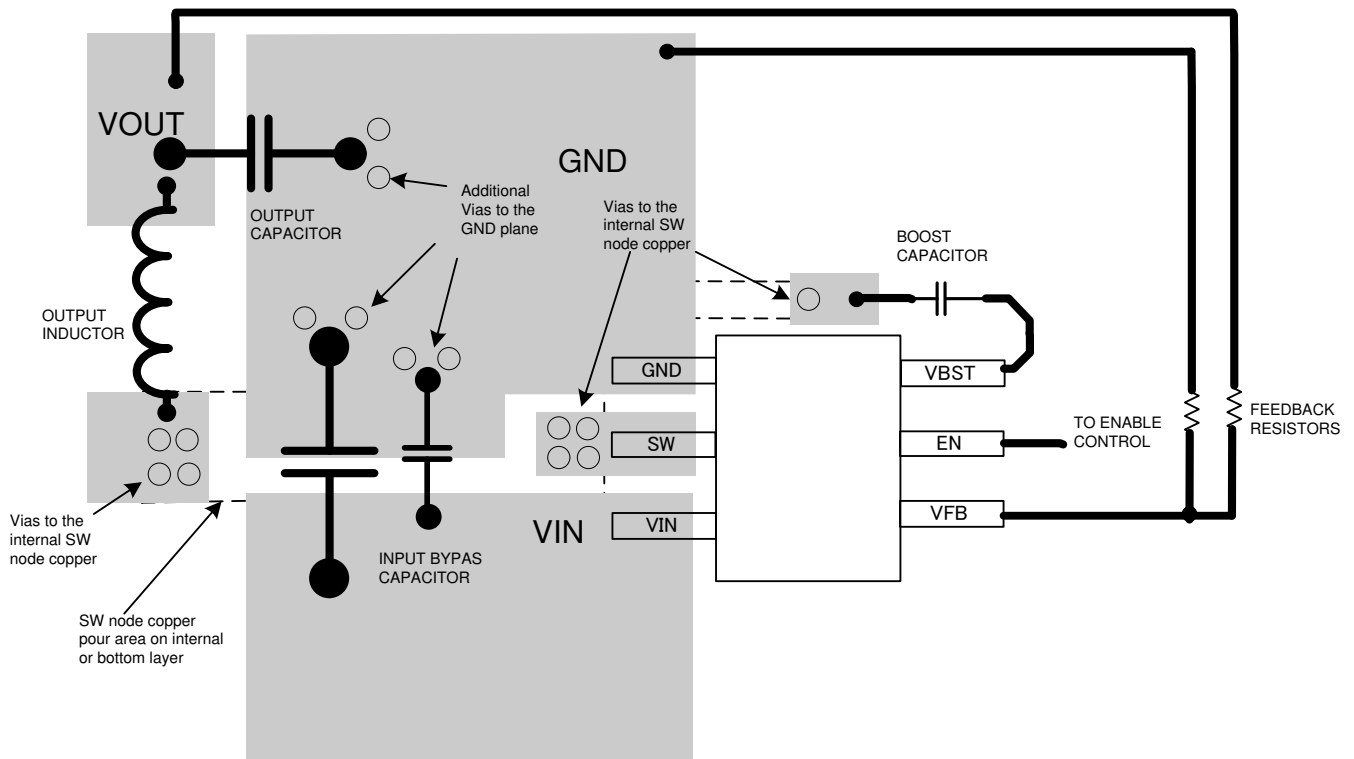 VOUT
GND
OUTPUT
CAPACITOR
Additional
Vias to the
GND plane
Vias to the
internal SW
node copper
BOOST
CAPACITOR
OUTPUT
INDUCTOR
GND
VBST
SW
EN
TO ENABLE
CONTROL
FEEDBACK
RESISTORS
VIN
VIN
VFB
Vias to the
internal SW
node copper
INPUT BYPAS
CAPACITOR
SW node copper
pour area on internal
or bottom layer